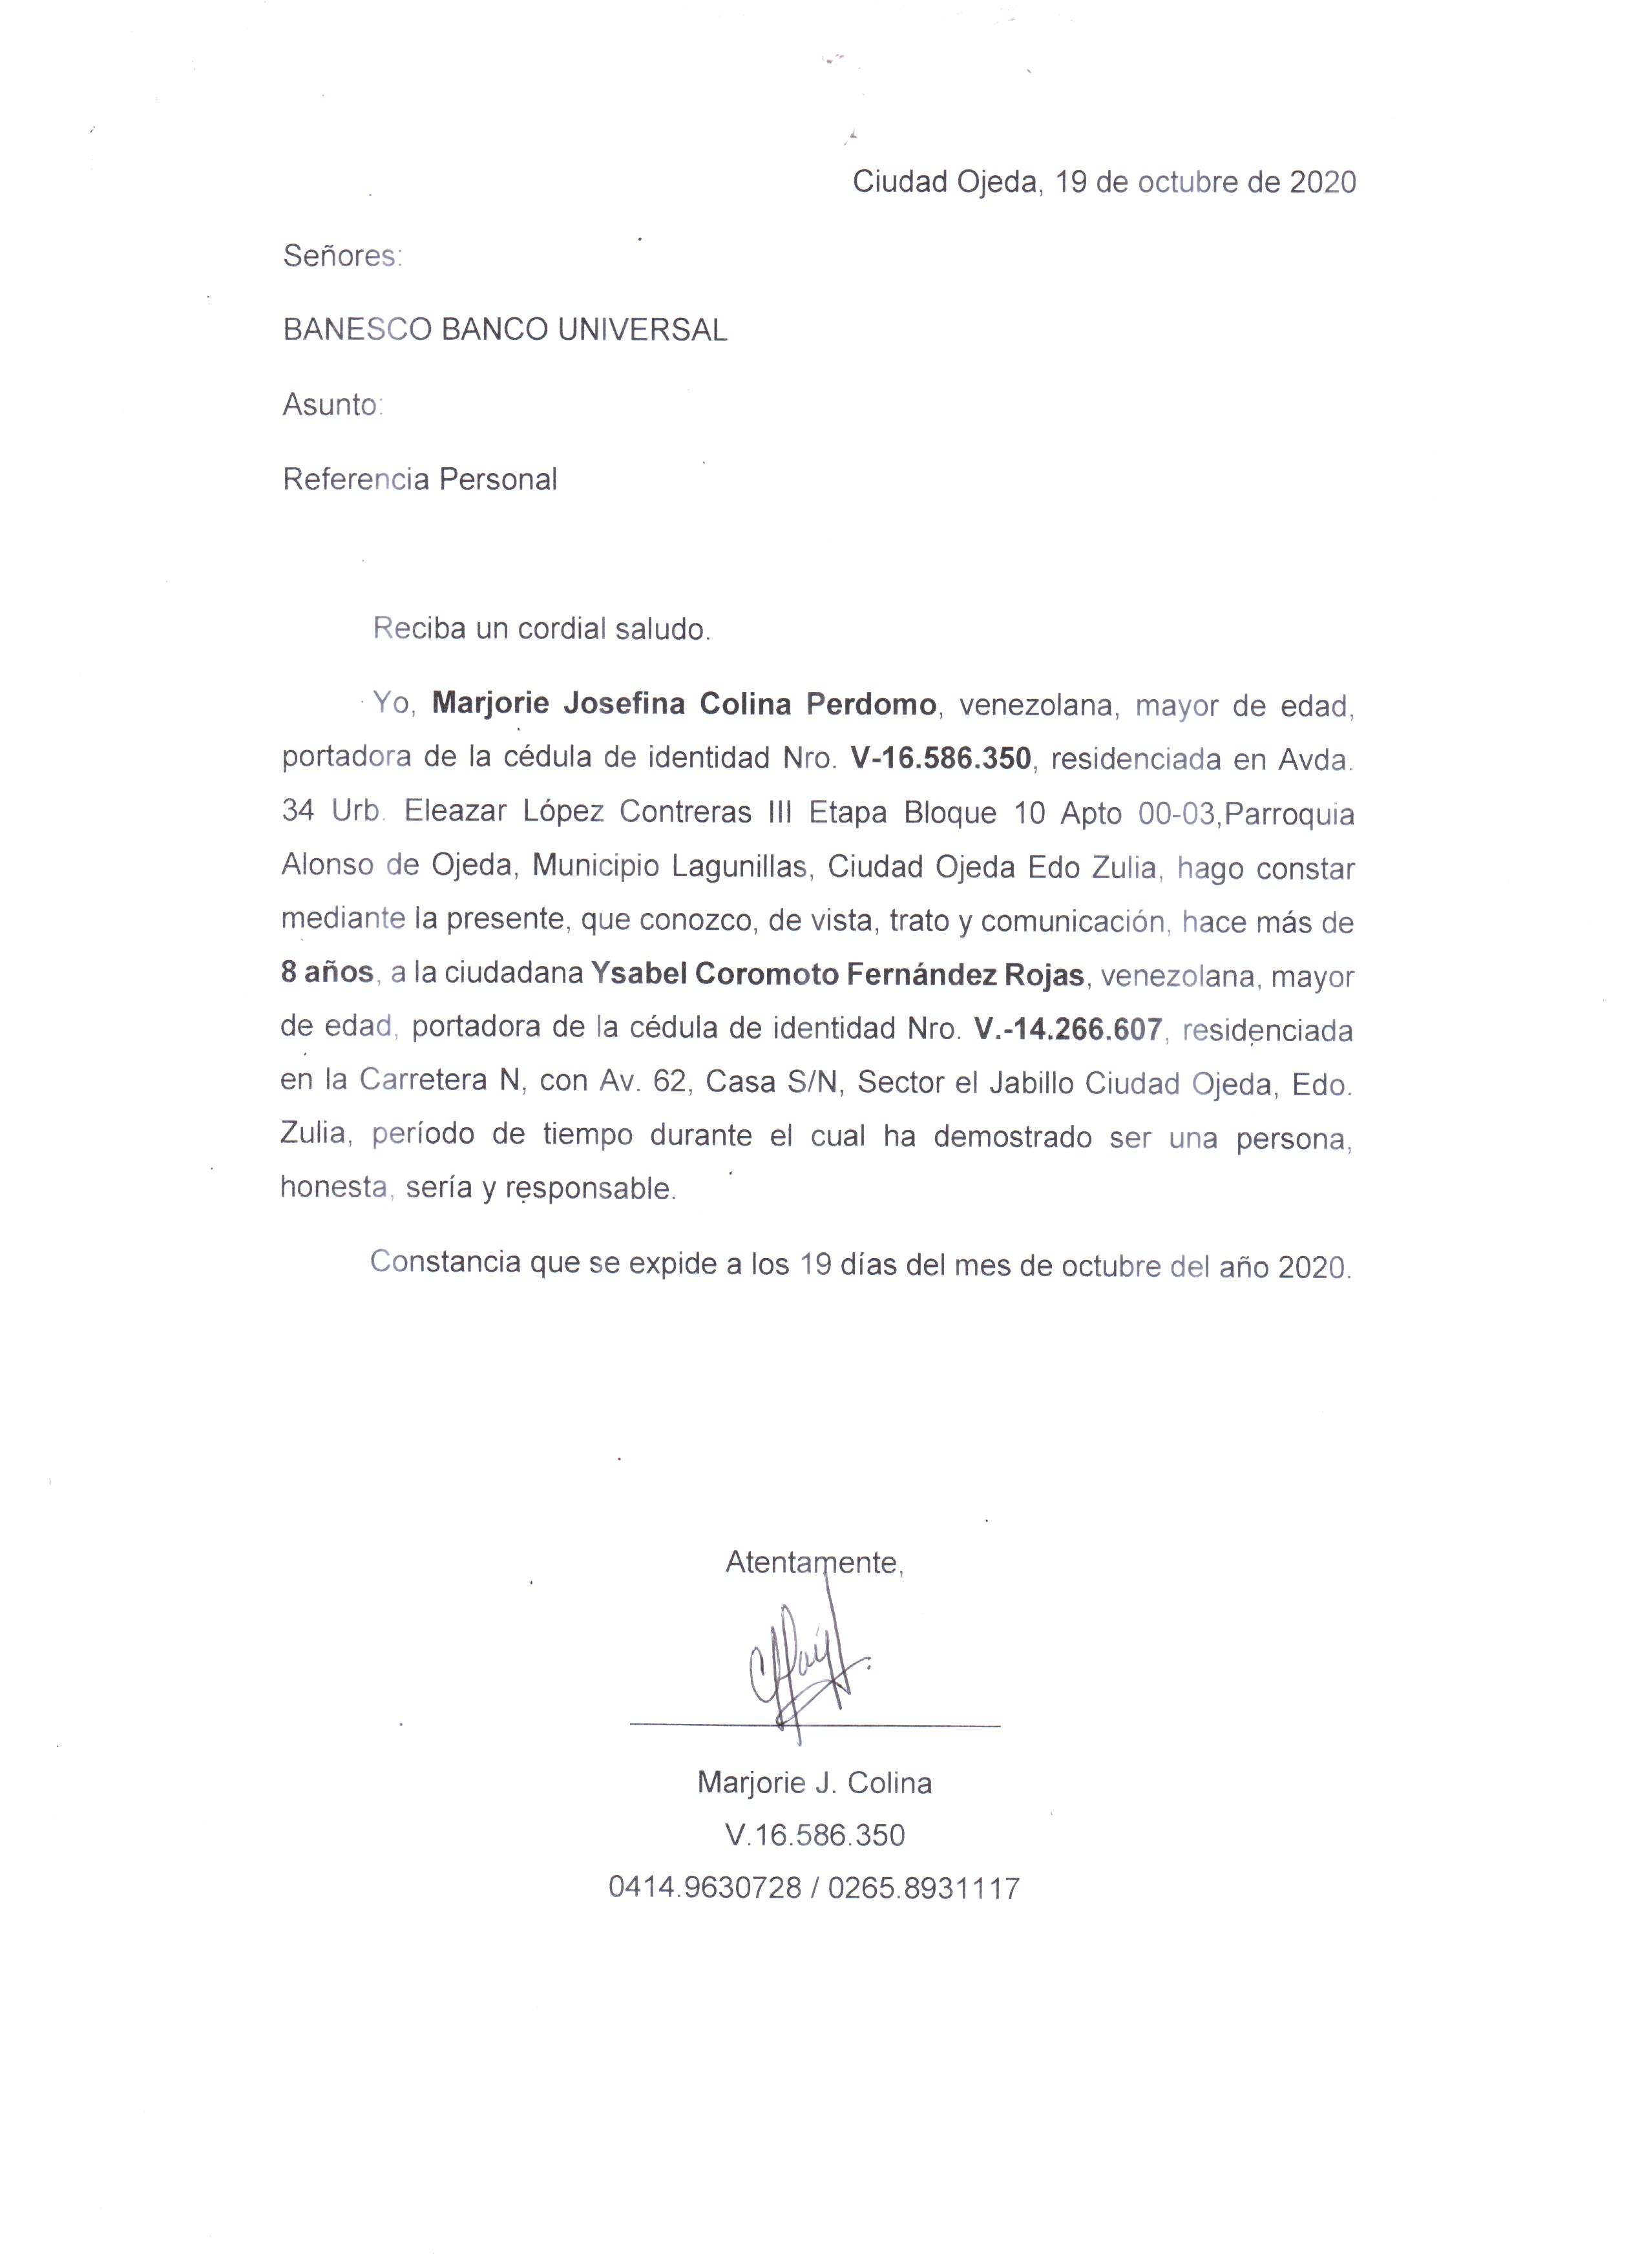 Ciudad Ojeda, 19 de octubre de 2020
Señores:
BANESCO BANCO UNIVERSAL
Asunto:
Referencia Personal
Reciba un cordial saludo.
Yo, Marjorie Josefina Colina Perdomo, venezolana, mayor de edad,
portadora de la cédula de identidad Nro. V-16.586.350, residenciada en Avda.
34 Urb. Eleazar López Contreras III Etapa Bloque 10 Apto 00-03,Parroquia
Alonso de Ojeda, Municipio Lagunillas, Ciudad Ojeda Edo Zulia, hago constar
mediante la presente, que conozco, de vista, trato y comunicación, hace más de
8 años, a la ciudadana Ysabel Coromoto Fernández Rojas, venezolana, mayor
de edad, portadora de la cédula de identidad Nro. V.-14.266.607, residenciada
en la Carretera N, con Av. 62, Casa S/N, Sector el Jabillo Ciudad Ojeda, Edo.
Zulia, período de tiempo durante el cual ha demostrado ser una persona,
honesta, sería y responsable.
Constancia que se expide a los 19 días del mes de octubre del año 2020.
Atentamente,
Marjorie J. Colina
V.16.586.350
0414.9630728 / 0265.8931117